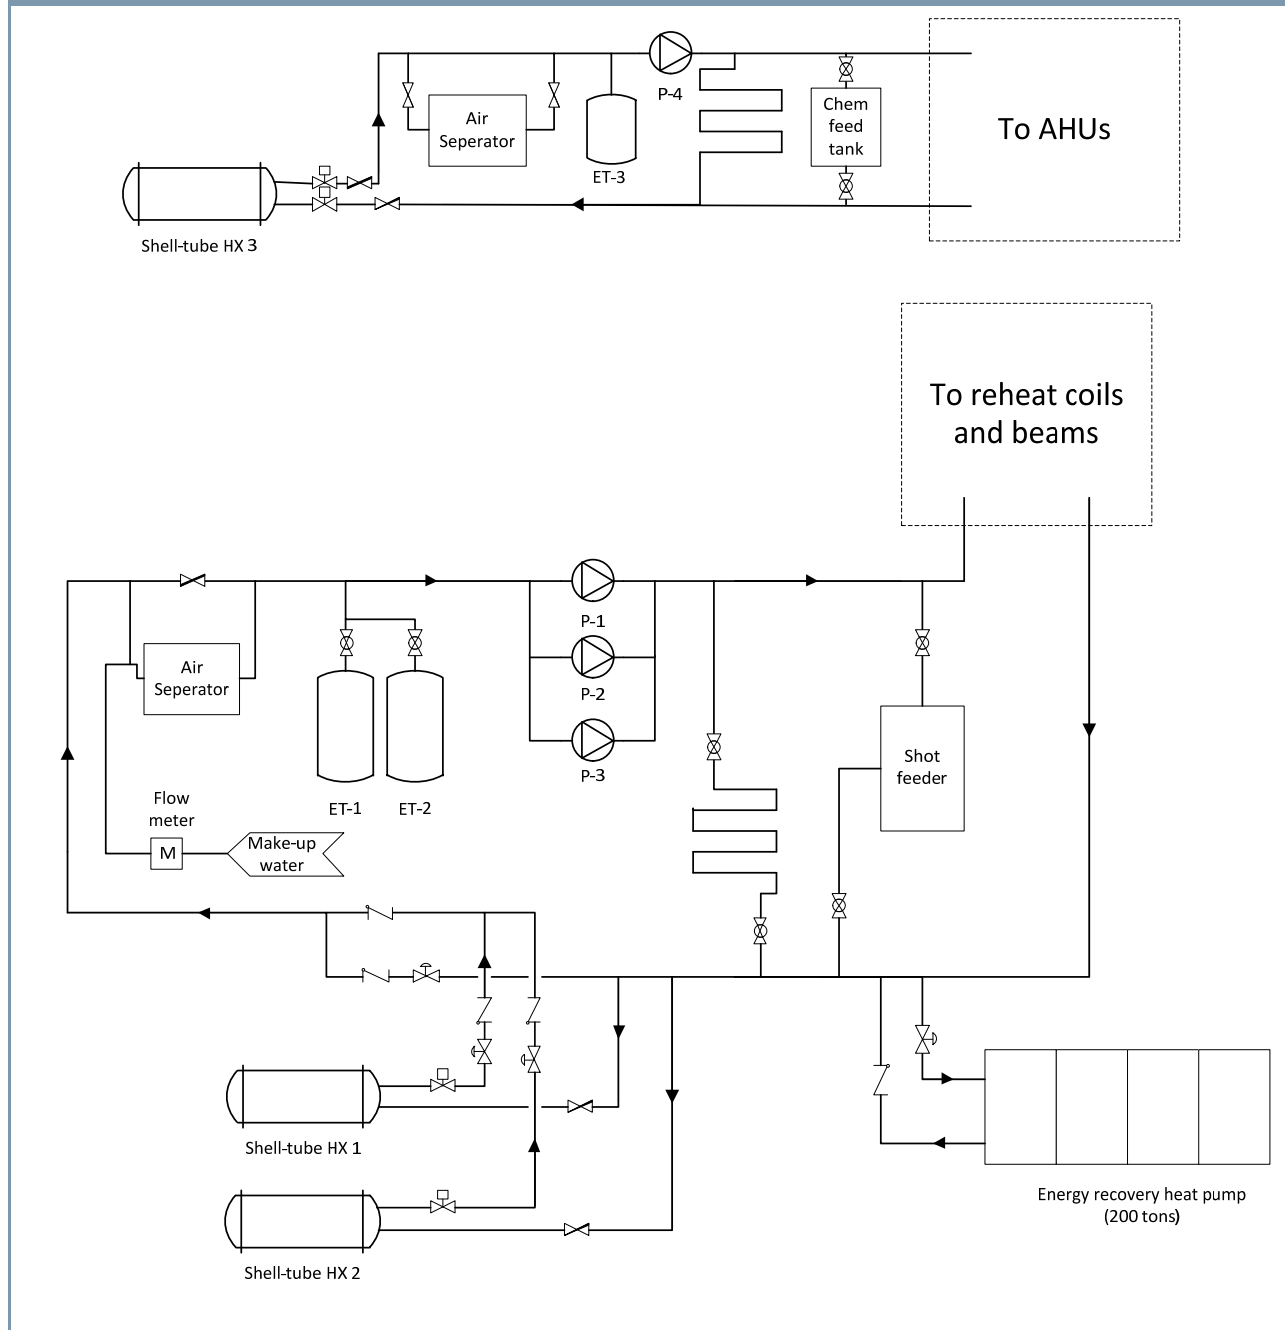 P-4
Air
Seperator
ET-3
Chem
feed
tank
To AHUs
Shell-tube HX 3
To reheat coils
and beams
P-1
P-2
P-3
Air
Seperator
ET-1
ET-2
Shot
feeder
Flow
meter
M
Make-up
water
Shell-tube HX 1
Shell-tube HX 2
Energy recovery heat pump
(200 tons)